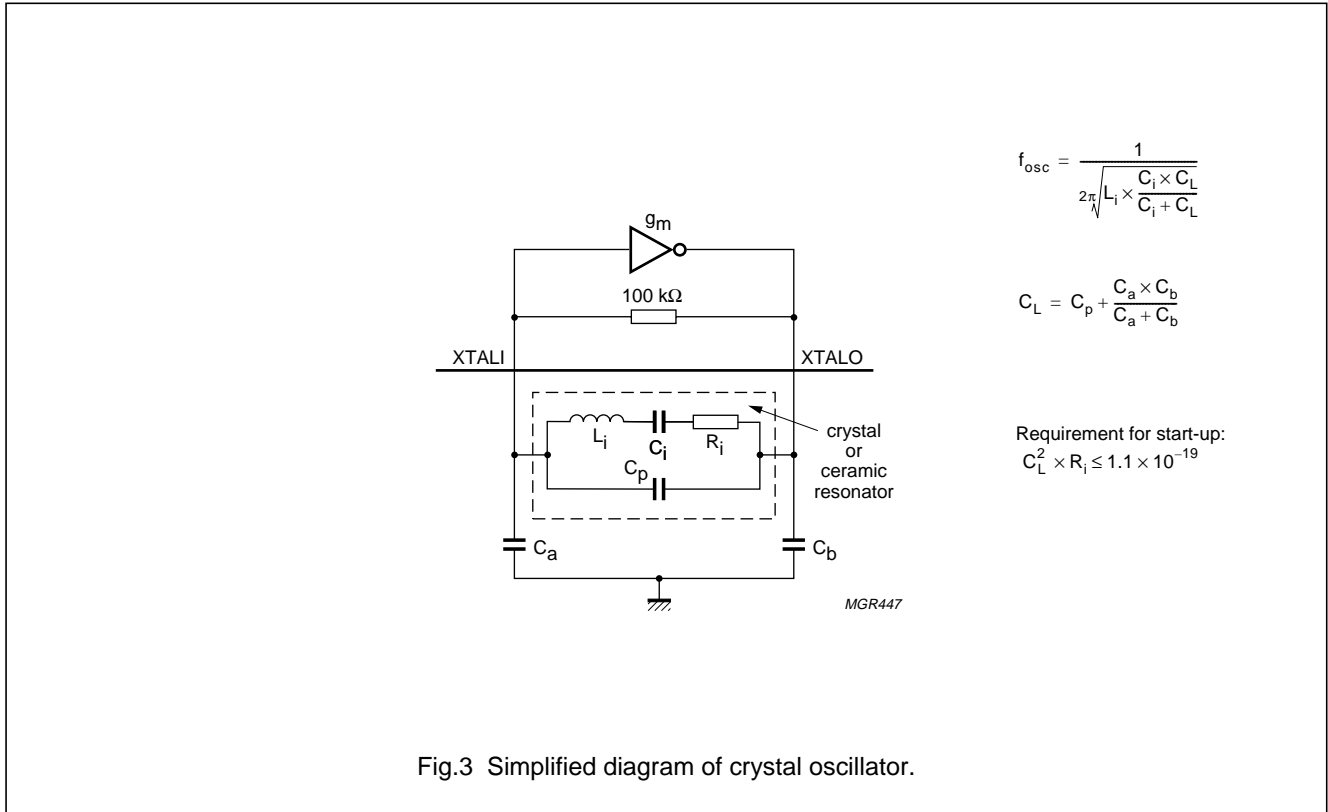 f_osc = 1 / (2π√(L_i × (C_i × C_L) / (C_i + C_L)))
g_m
100 kΩ
C_L = C_p + (C_a × C_b) / (C_a + C_b)
XTALI
XTALO
L_i
C_i
R_i
C_p
crystal
or
ceramic
resonator
Requirement for start-up:
C_L^2 × R_i ≤ 1.1 × 10^−19
C_a
C_b
MGR447
Fig.3 Simplified diagram of crystal oscillator.